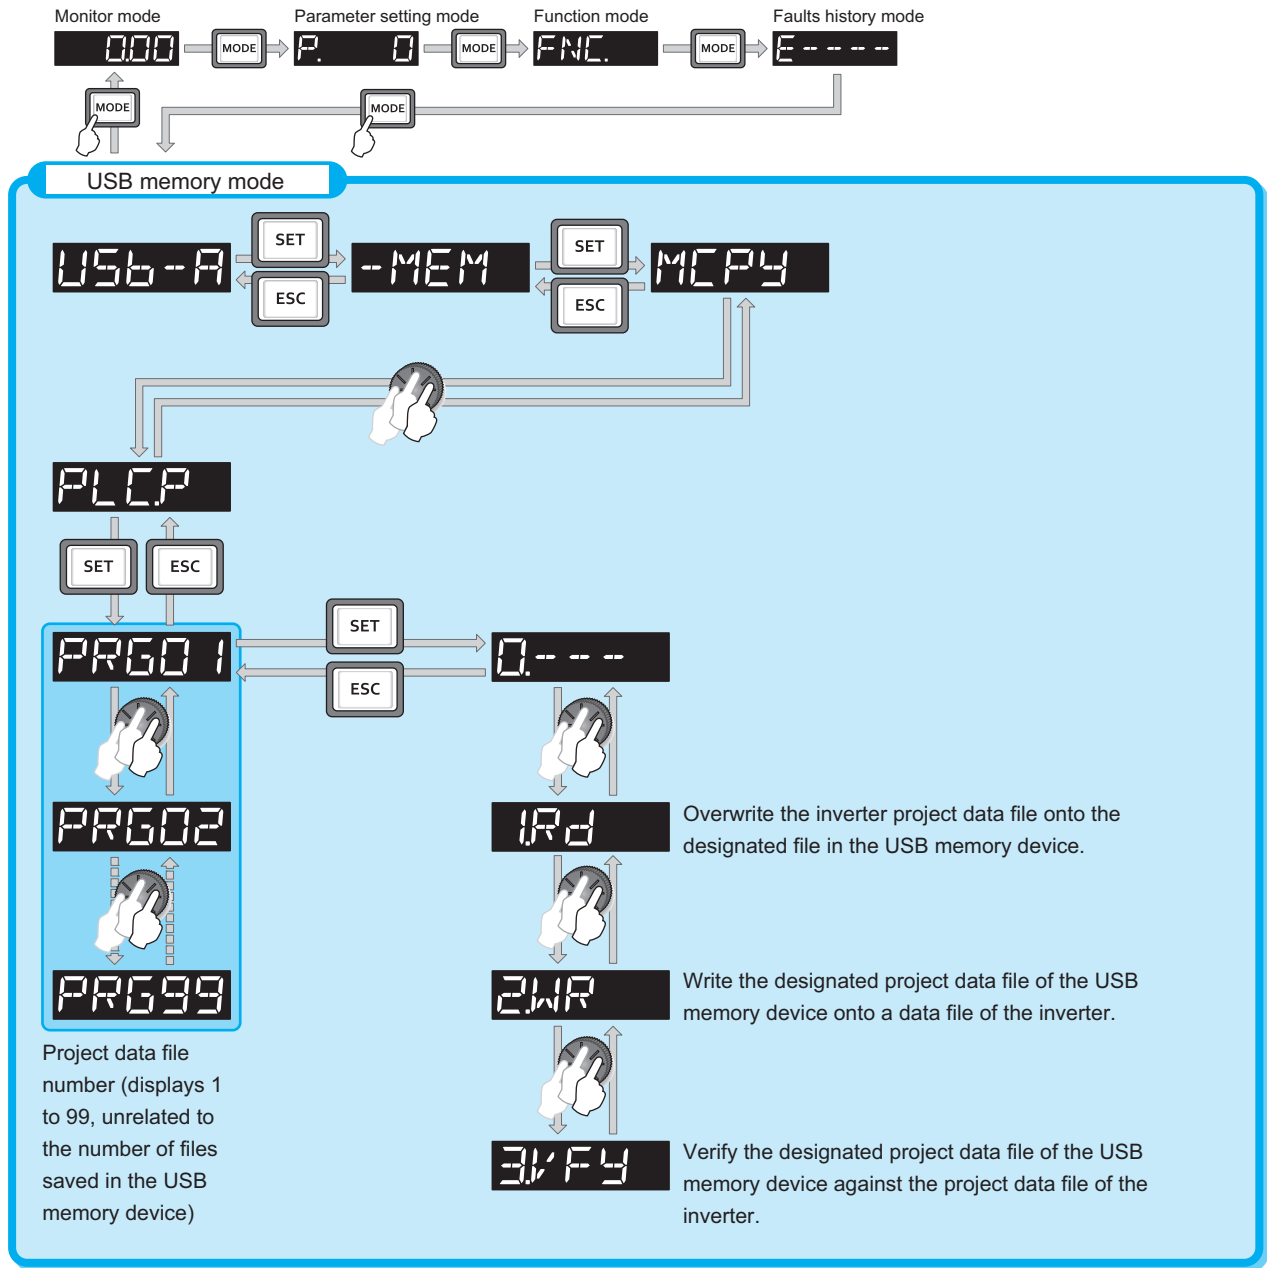 Monitor mode
Parameter setting mode
Function mode
Faults history mode
0.00
MODE
P. 0
MODE
FNC.
MODE
E-----
MODE
MODE
USB memory mode
USb-A
SET
ESC
-MEM
SET
ESC
MCPY
PLC.P
SET
ESC
PRG01
SET
ESC
0.---
PRG02
1.Rd
Overwrite the inverter project data file onto the
designated file in the USB memory device.
PRG99
2.WR
Write the designated project data file of the USB
memory device onto a data file of the inverter.
Project data file
number (displays 1
to 99, unrelated to
the number of files
saved in the USB
memory device)
3.VFY
Verify the designated project data file of the USB
memory device against the project data file of the
inverter.